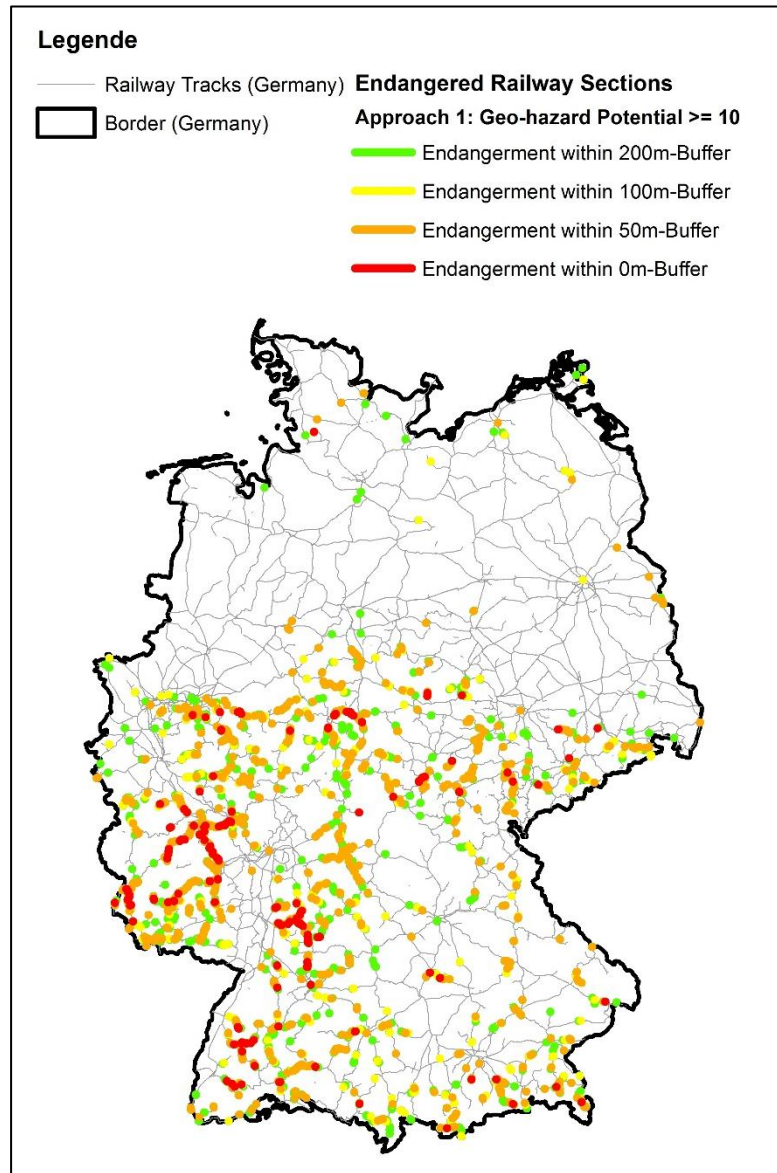 Legende
Railway Tracks (Germany)
Border (Germany)
Endangered Railway Sections
Approach 1: Geo-hazard Potential >= 10
Endangerment within 200m-Buffer
Endangerment within 100m-Buffer
Endangerment within 50m-Buffer
Endangerment within 0m-Buffer